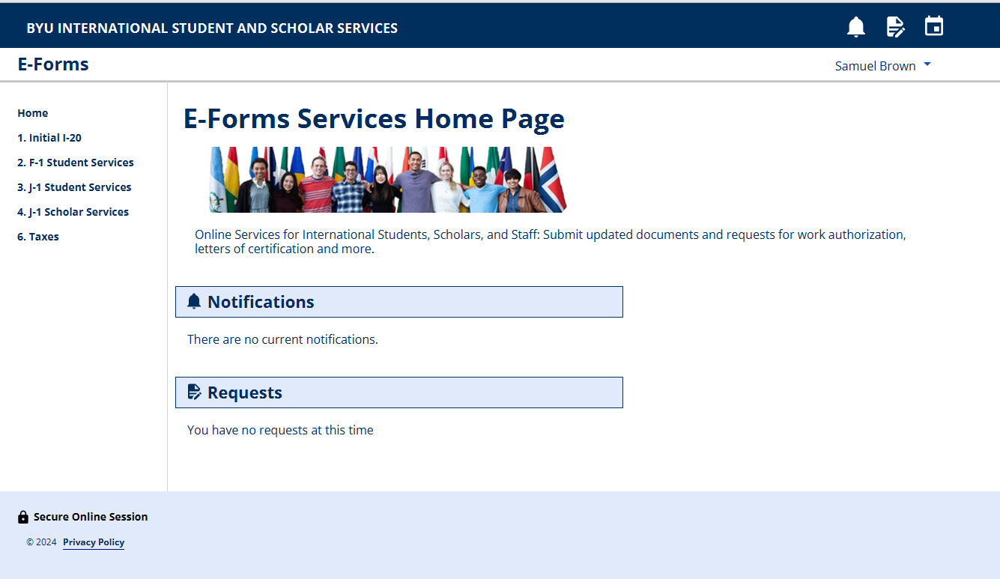 BYU INTERNATIONAL STUDENT AND SCHOLAR SERVICES
E-Forms
Samuel Brown
Home
1. Initial I-20
2. F-1 Student Services
3. J-1 Student Services
4. J-1 Scholar Services
6. Taxes
E-Forms Services Home Page
Online Services for International Students, Scholars, and Staff: Submit updated documents and requests for work authorization,
letters of certification and more.
Notifications
There are no current notifications.
Requests
You have no requests at this time
Secure Online Session
© 2024 Privacy Policy